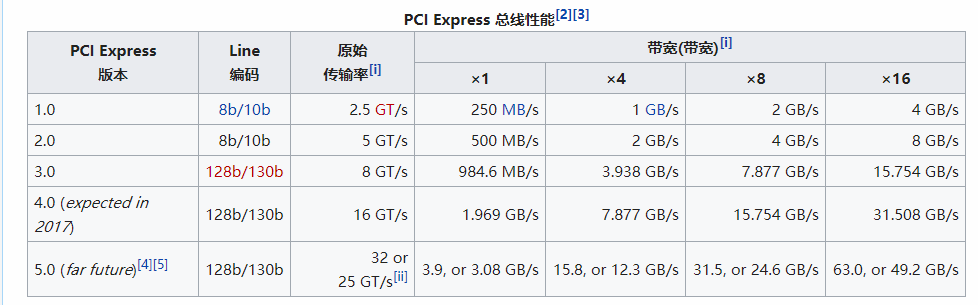 PCI Express 总线性能[2][3]
PCI Express 版本 Line 编码 原始 传输率[i] 带宽(带宽)[i]
×1 ×4 ×8 ×16
1.0 8b/10b 2.5 GT/s 250 MB/s 1 GB/s 2 GB/s 4 GB/s
2.0 8b/10b 5 GT/s 500 MB/s 2 GB/s 4 GB/s 8 GB/s
3.0 128b/130b 8 GT/s 984.6 MB/s 3.938 GB/s 7.877 GB/s 15.754 GB/s
4.0 (expected in 2017) 128b/130b 16 GT/s 1.969 GB/s 7.877 GB/s 15.754 GB/s 31.508 GB/s
5.0 (far future)[4][5] 128b/130b 32 or 25 GT/s[ii] 3.9, or 3.08 GB/s 15.8, or 12.3 GB/s 31.5, or 24.6 GB/s 63.0, or 49.2 GB/s